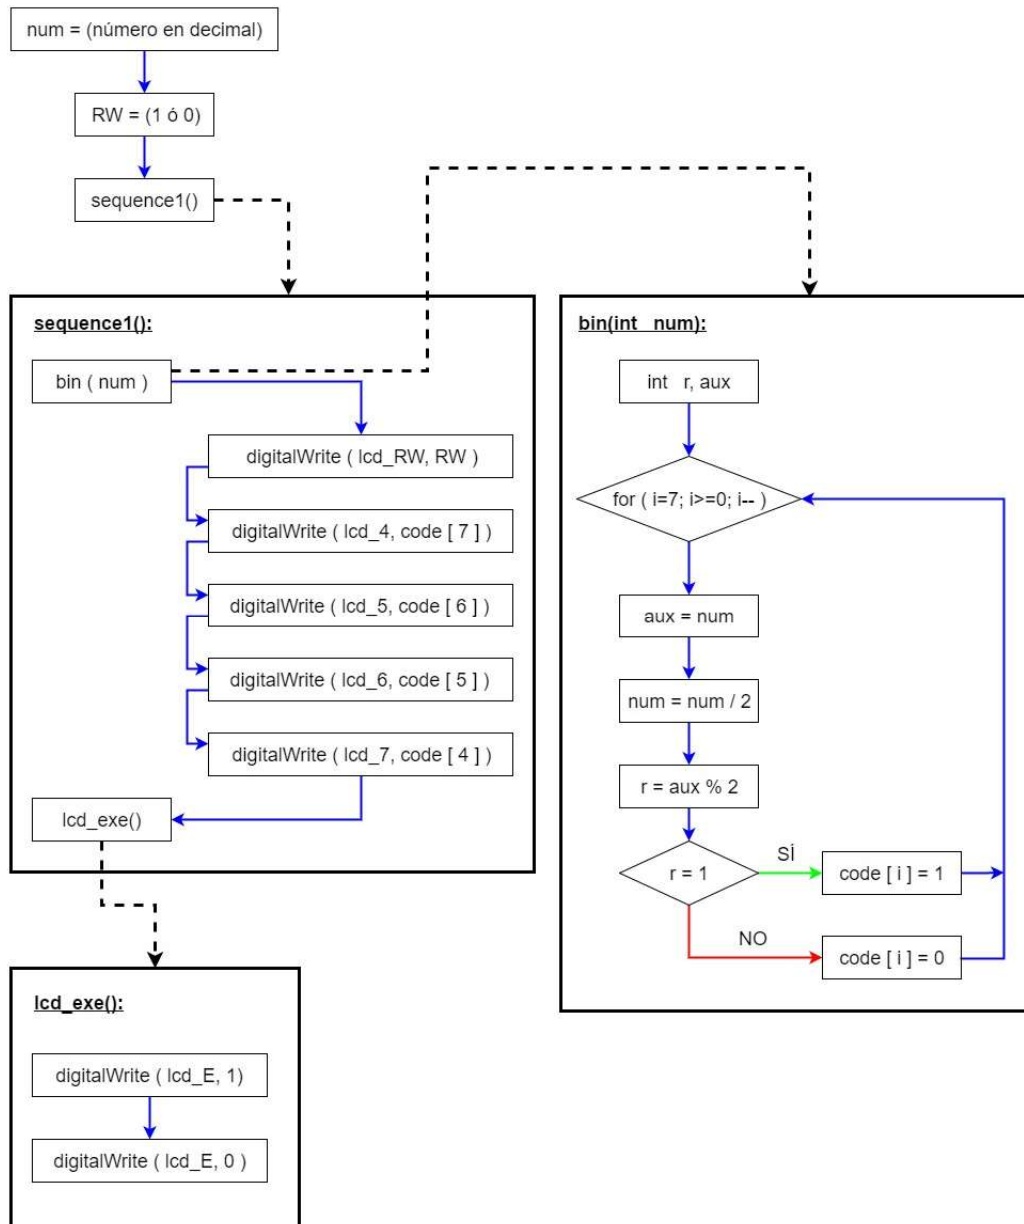 num = (número en decimal)
RW = (1 ó 0)
sequence1()
sequence1():
bin ( num )
digitalWrite ( lcd_RW, RW )
digitalWrite ( lcd_4, code [ 7 ] )
digitalWrite ( lcd_5, code [ 6 ] )
digitalWrite ( lcd_6, code [ 5 ] )
digitalWrite ( lcd_7, code [ 4 ] )
lcd_exe()
bin(int num):
int r, aux
for ( i=7; i>=0; i-- )
aux = num
num = num / 2
r = aux % 2
r = 1
SÍ
code [ i ] = 1
NO
code [ i ] = 0
lcd_exe():
digitalWrite ( lcd_E, 1)
digitalWrite ( lcd_E, 0 )